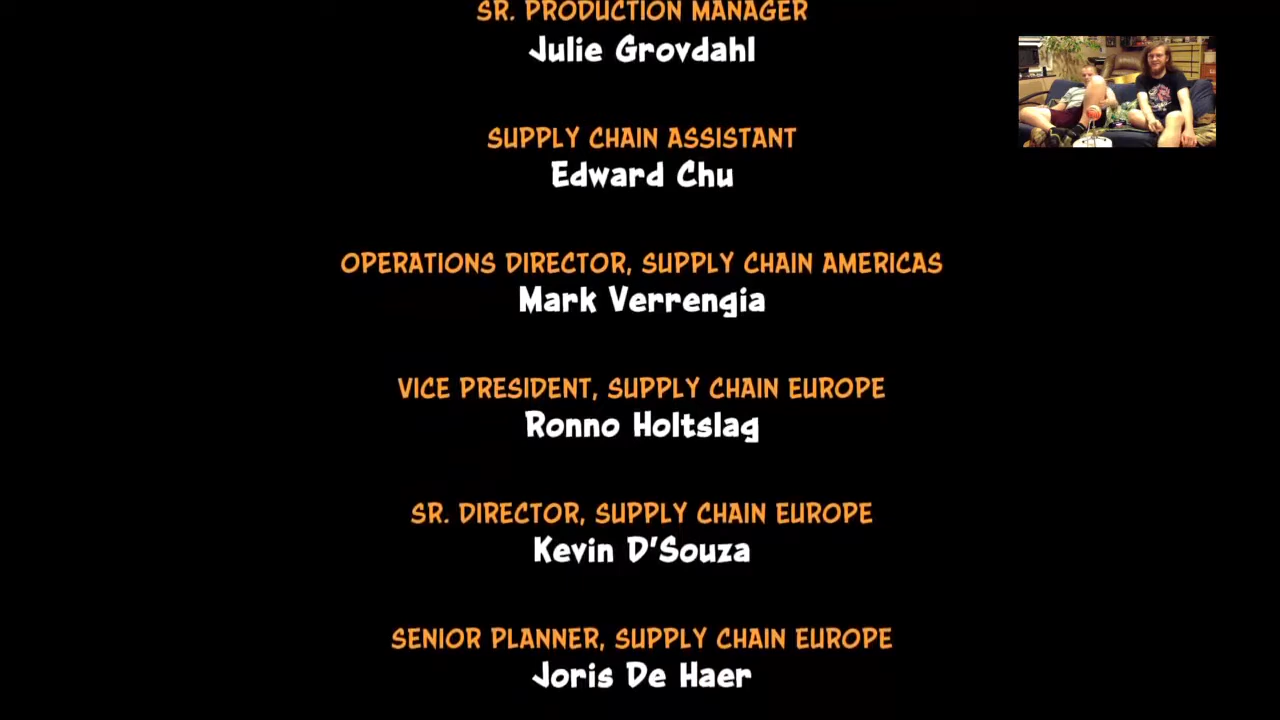 SR. PRODUCTION MANAGER
Julie Grovdahl
SUPPLY CHAIN ASSISTANT
Edward Chu
OPERATIONS DIRECTOR, SUPPLY CHAIN AMERICAS
Mark Verrengia
VICE PRESIDENT, SUPPLY CHAIN EUROPE
Ronno Holtslag
SR. DIRECTOR, SUPPLY CHAIN EUROPE
Kevin D'Souza
SENIOR PLANNER, SUPPLY CHAIN EUROPE
Joris De Haer